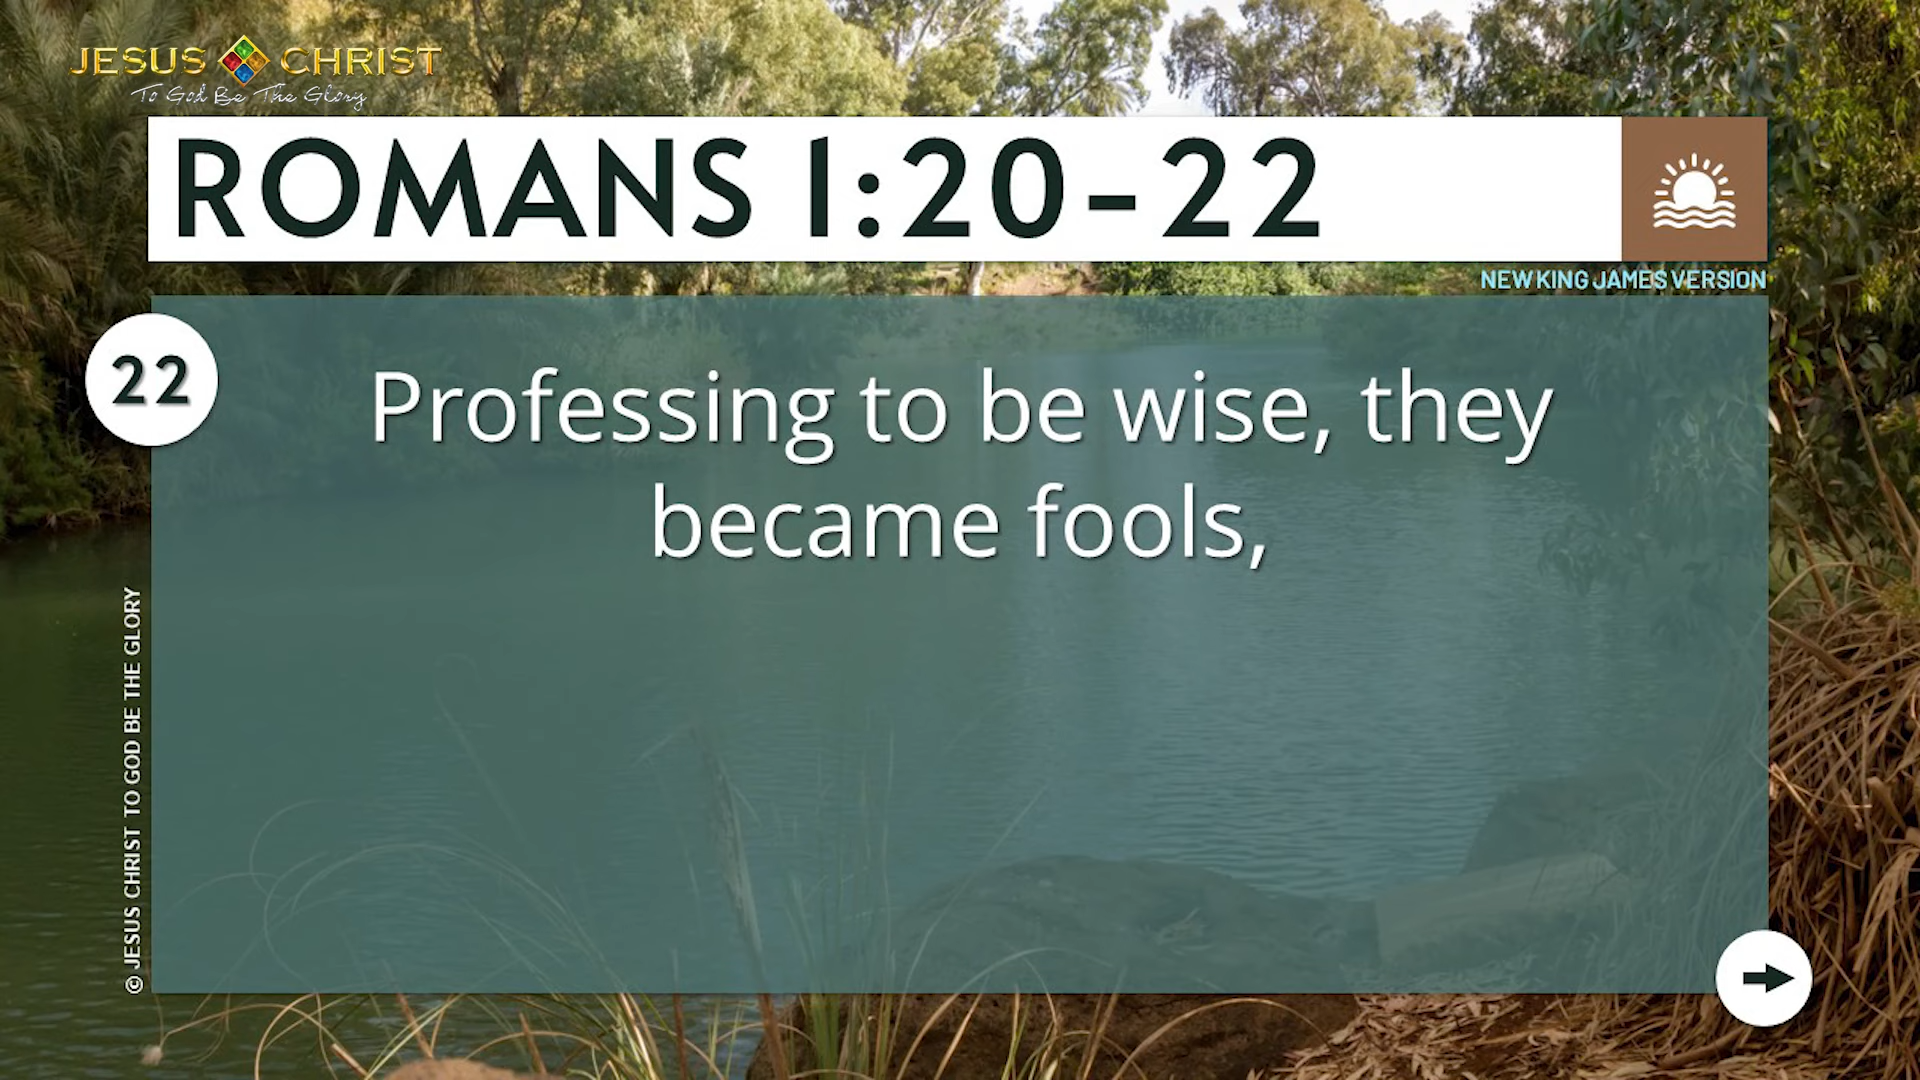 JESUS CHRIST
To God Be The Glory
ROMANS 1:20-22
NEW KING JAMES VERSION
22
Professing to be wise, they
became fools,
© JESUS CHRIST TO GOD BE THE GLORY